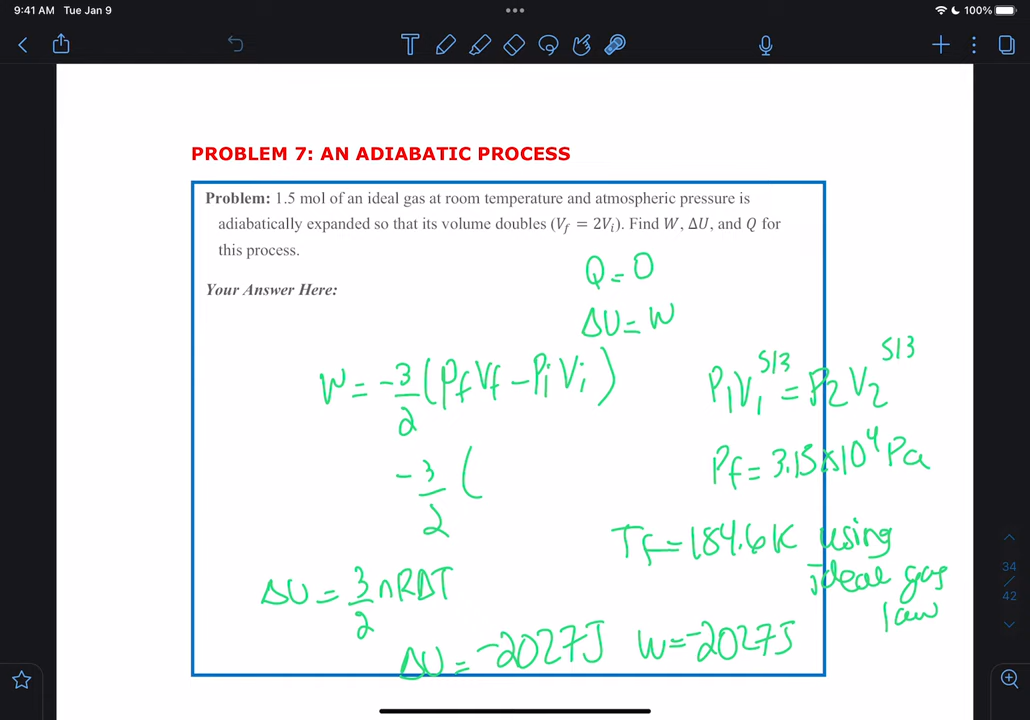 9:41 AM Tue Jan 9
100%
PROBLEM 7: AN ADIABATIC PROCESS
Problem: 1.5 mol of an ideal gas at room temperature and atmospheric pressure is
adiabatically expanded so that its volume doubles (V_f = 2V_i). Find W, ΔU, and Q for
this process.
Q = 0
Your Answer Here:
ΔU = W
W = -3/2 (PfVf - PiVi)
P1V1^5/3 = P2V2^5/3
-3/2 (
Pf = 3.15x10^4 Pa
Tf = 184.6K using
ideal gas
law
ΔU = 3/2 nRΔT
ΔU = -2027J W = -2027J
34
/
42